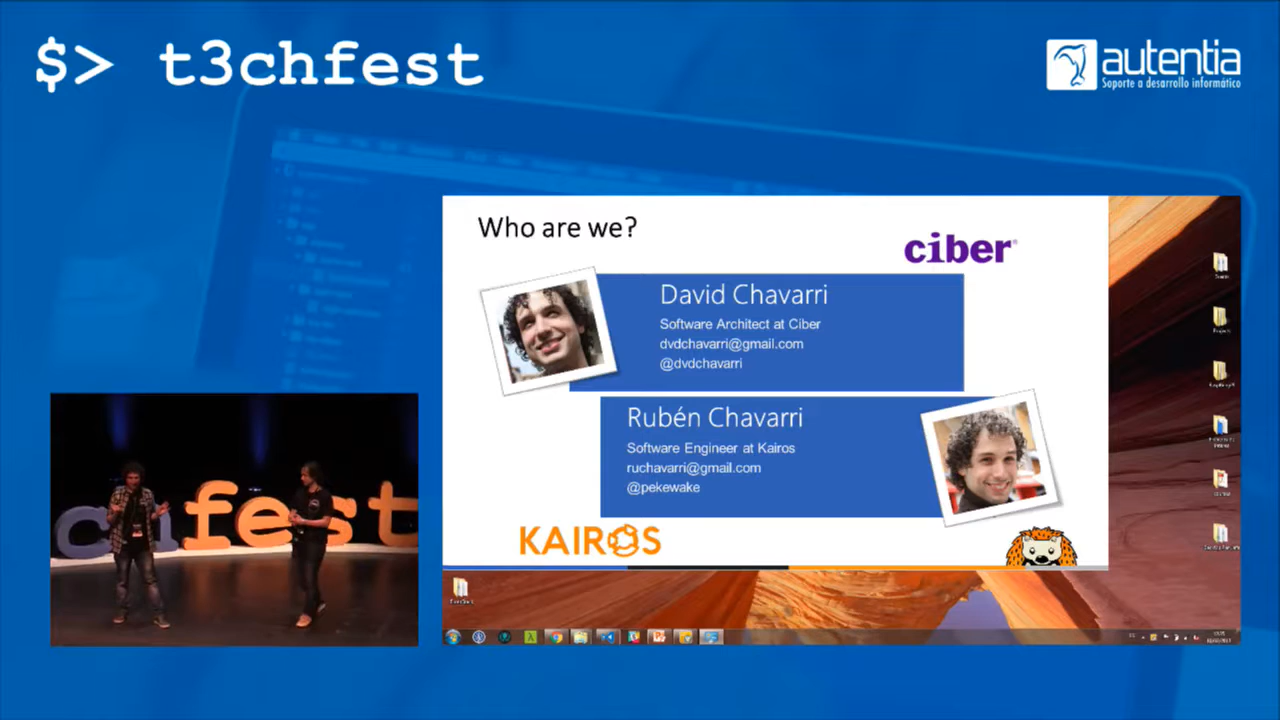 $> t3chfest
autentia
Soporte a desarrollo informático
Who are we?
ciber
David Chavarri
Software Architect at Ciber
dvdchavarri@gmail.com
@dvdchavarri
Rubén Chavarri
Software Engineer at Kairos
ruchavarri@gmail.com
@pekewake
KAIROS
chfest